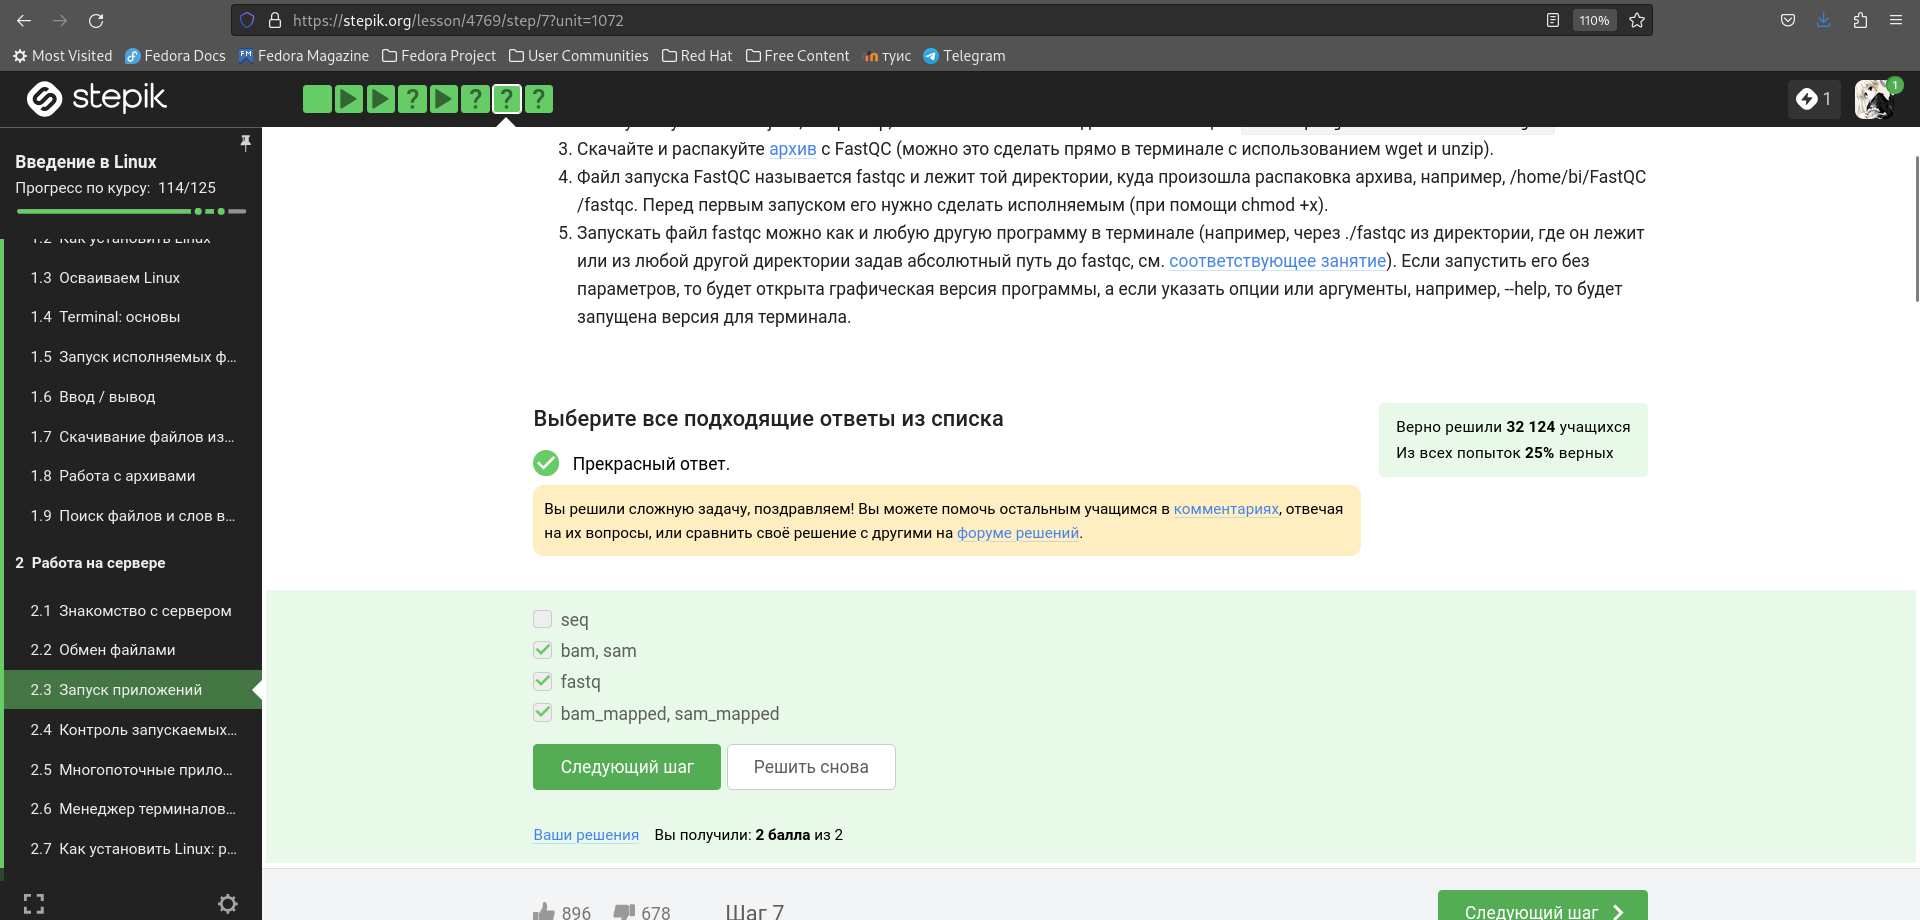 https://stepik.org/lesson/4769/step/7?unit=1072
110%
Most Visited
Fedora Docs
Fedora Magazine
Fedora Project
User Communities
Red Hat
Free Content
туис
Telegram
stepik
1
1
Введение в Linux
Прогресс по курсу: 114/125
1.2 Как установить Linux
1.3 Осваиваем Linux
1.4 Terminal: основы
1.5 Запуск исполняемых ф...
1.6 Ввод / вывод
1.7 Скачивание файлов из...
1.8 Работа с архивами
1.9 Поиск файлов и слов в...
2 Работа на сервере
2.1 Знакомство с сервером
2.2 Обмен файлами
2.3 Запуск приложений
2.4 Контроль запускаемых...
2.5 Многопоточные прило...
2.6 Менеджер терминалов...
2.7 Как установить Linux: р...
3. Скачайте и распакуйте архив с FastQC (можно это сделать прямо в терминале с использованием wget и unzip).
4. Файл запуска FastQC называется fastqc и лежит той директории, куда произошла распаковка архива, например, /home/bi/FastQC
/fastqc. Перед первым запуском его нужно сделать исполняемым (при помощи chmod +x).
5. Запускать файл fastqc можно как и любую другую программу в терминале (например, через ./fastqc из директории, где он лежит
или из любой другой директории задав абсолютный путь до fastqc, см. соответствующее занятие). Если запустить его без
параметров, то будет открыта графическая версия программы, а если указать опции или аргументы, например, --help, то будет
запущена версия для терминала.
Выберите все подходящие ответы из списка
Верно решили 32 124 учащихся
Из всех попыток 25% верных
Прекрасный ответ.
Вы решили сложную задачу, поздравляем! Вы можете помочь остальным учащимся в комментариях, отвечая
на их вопросы, или сравнить своё решение с другими на форуме решений.
seq
bam, sam
fastq
bam_mapped, sam_mapped
Следующий шаг
Решить снова
Ваши решения Вы получили: 2 балла из 2
896
678
Шаг 7
Следующий шаг